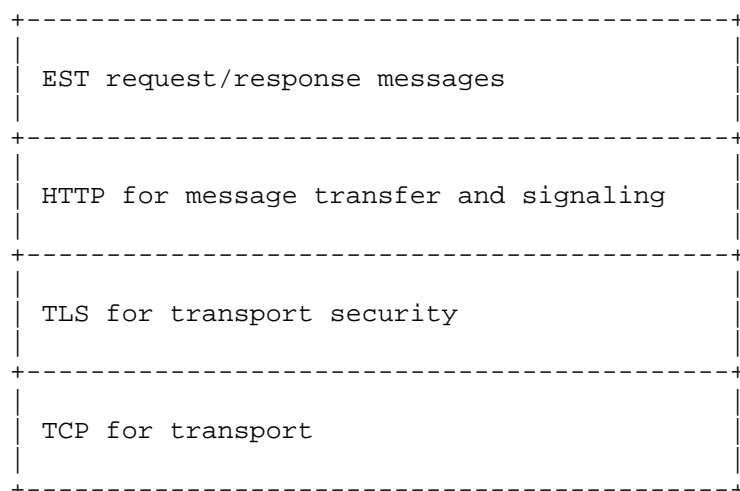 EST request/response messages
HTTP for message transfer and signaling
TLS for transport security
TCP for transport